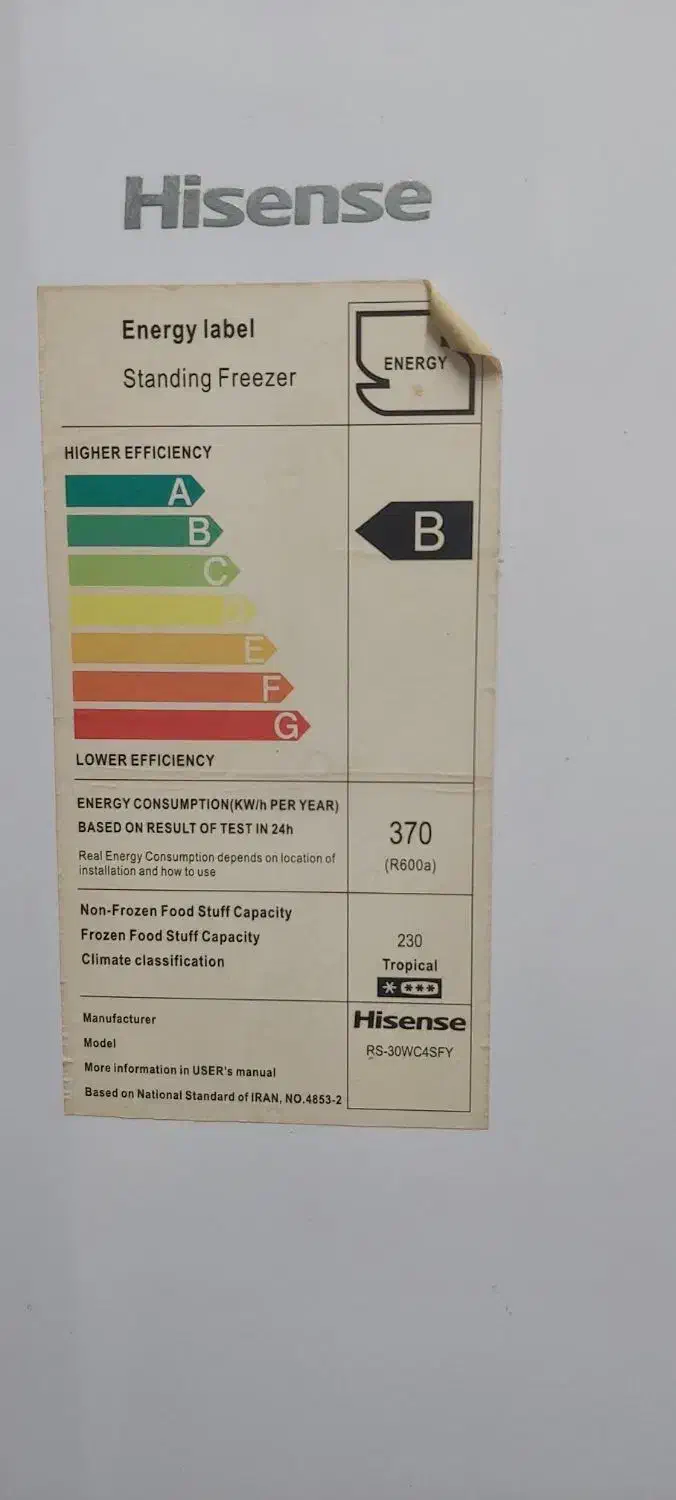 Hisense
Energy label
Standing Freezer
ENERGY
HIGHER EFFICIENCY
A
B
B
C
E
F
G
LOWER EFFICIENCY
ENERGY CONSUMPTION(KW/h PER YEAR)
BASED ON RESULT OF TEST IN 24h
370
Real Energy Consumption depends on location of
installation and how to use
(R600a)
Non-Frozen Food Stuff Capacity
Frozen Food Stuff Capacity
230
Climate classification
Tropical
Manufacturer
Hisense
Model
RS-30WC4SFY
More information in USER's manual
Based on National Standard of IRAN, NO.4853-2